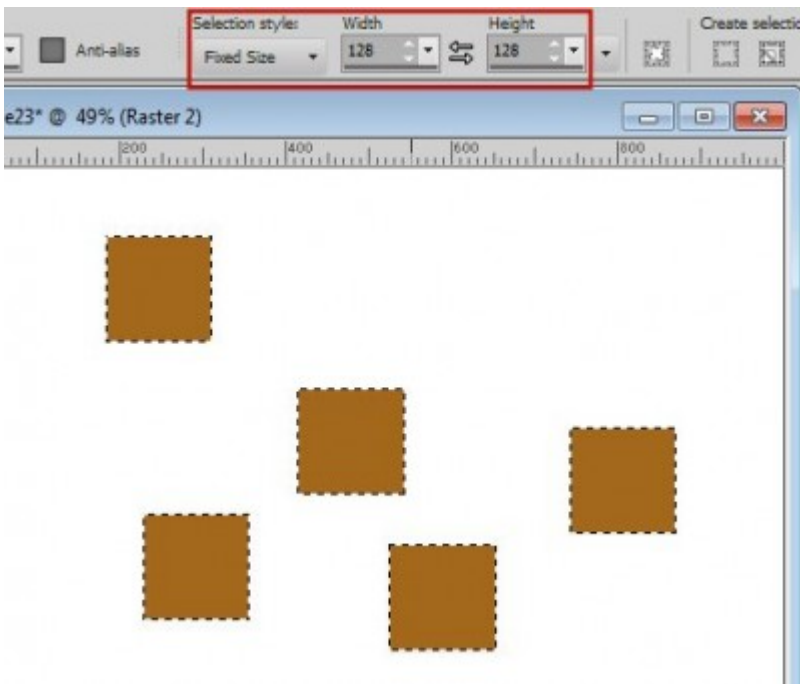 Selection style: Width Height Create selectio
Anti-alias Fixed Size 128 128
e23* @ 49% (Raster 2)
200 400 600 800